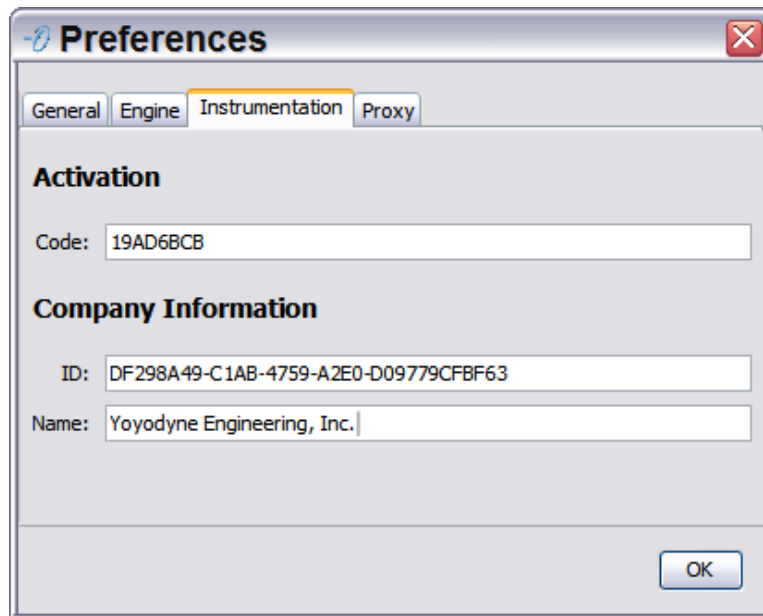 Preferences
General Engine Instrumentation Proxy
Activation
Code: 19AD6BCB
Company Information
ID: DF298A49-C1AB-4759-A2E0-D09779CFBF63
Name: Yoyodyne Engineering, Inc.
OK